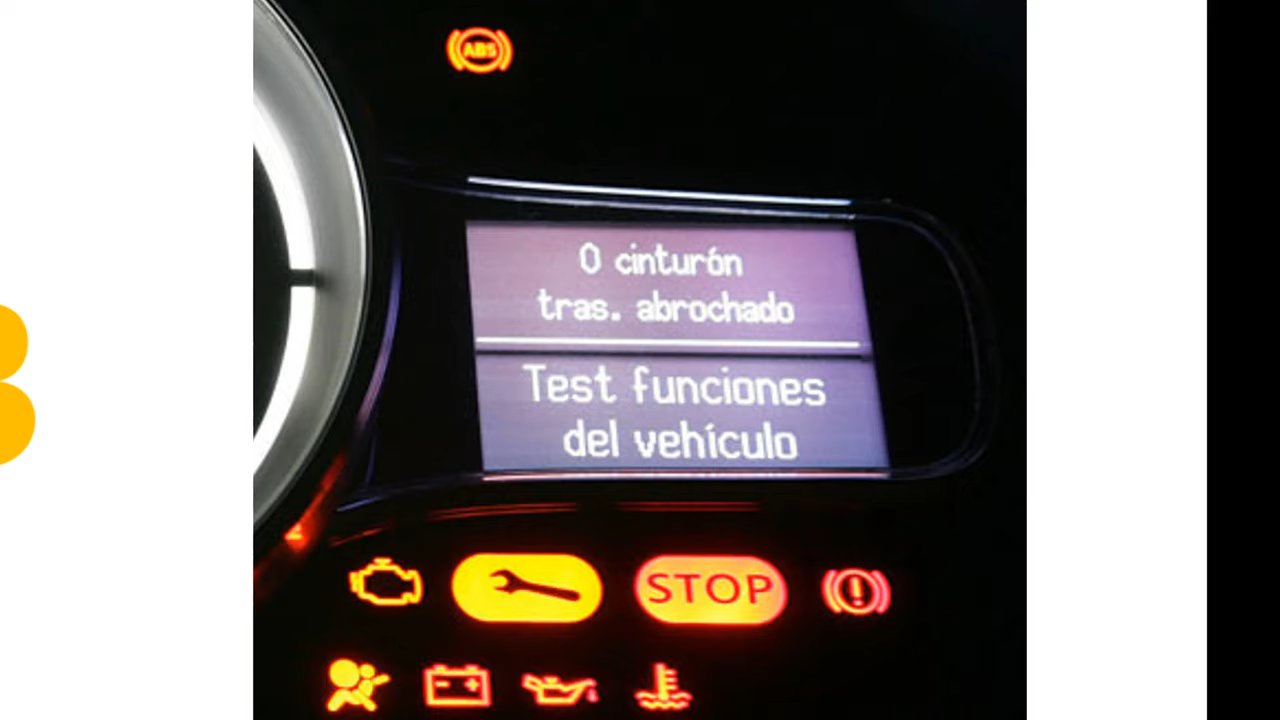 ABS
0 cinturón
tras. abrochado
Test funciones
del vehículo
STOP